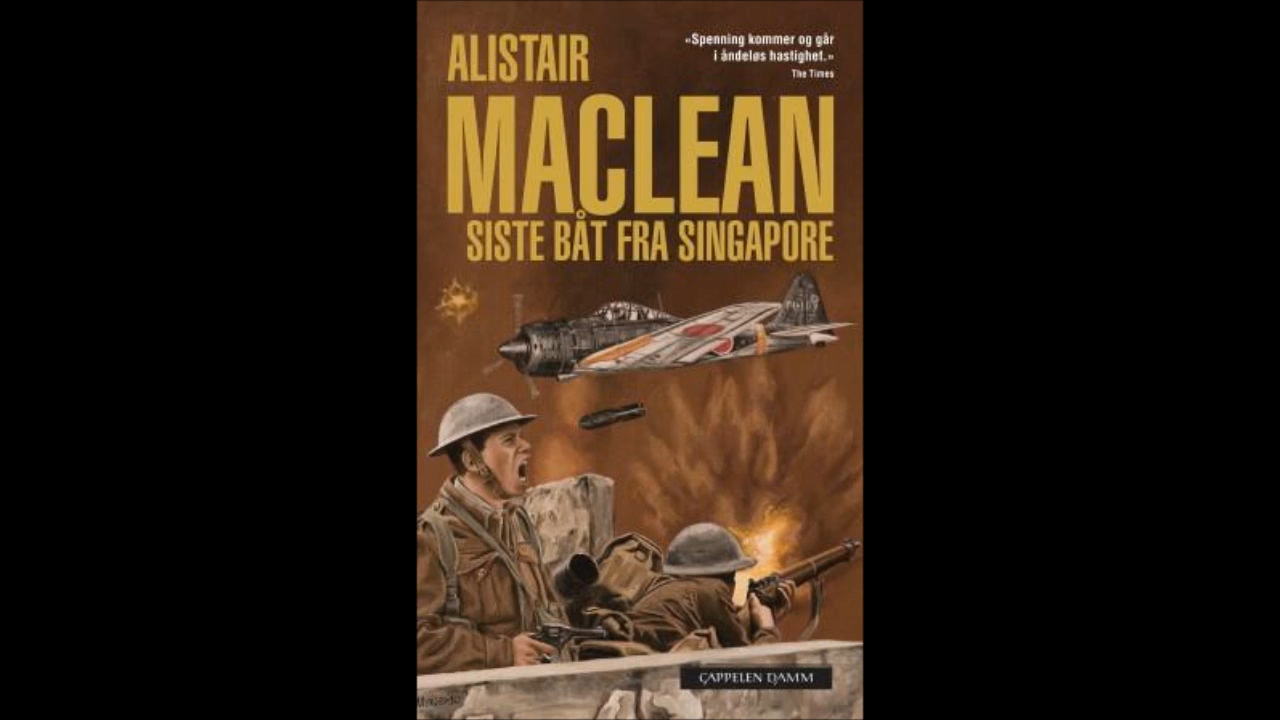 ALISTAIR
«Spenning kommer og går
i åndeløs hastighet.»
The Times
MACLEAN
SISTE BÅT FRA SINGAPORE
CAPPELEN DAMM